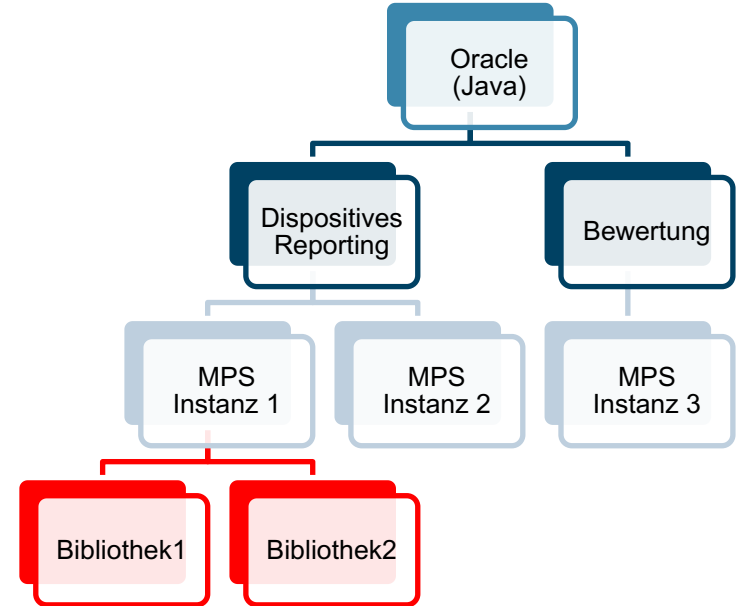 Oracle
(Java)
Dispositives
Reporting
Bewertung
MPS
Instanz 1
MPS
Instanz 2
MPS
Instanz 3
Bibliothek1
Bibliothek2